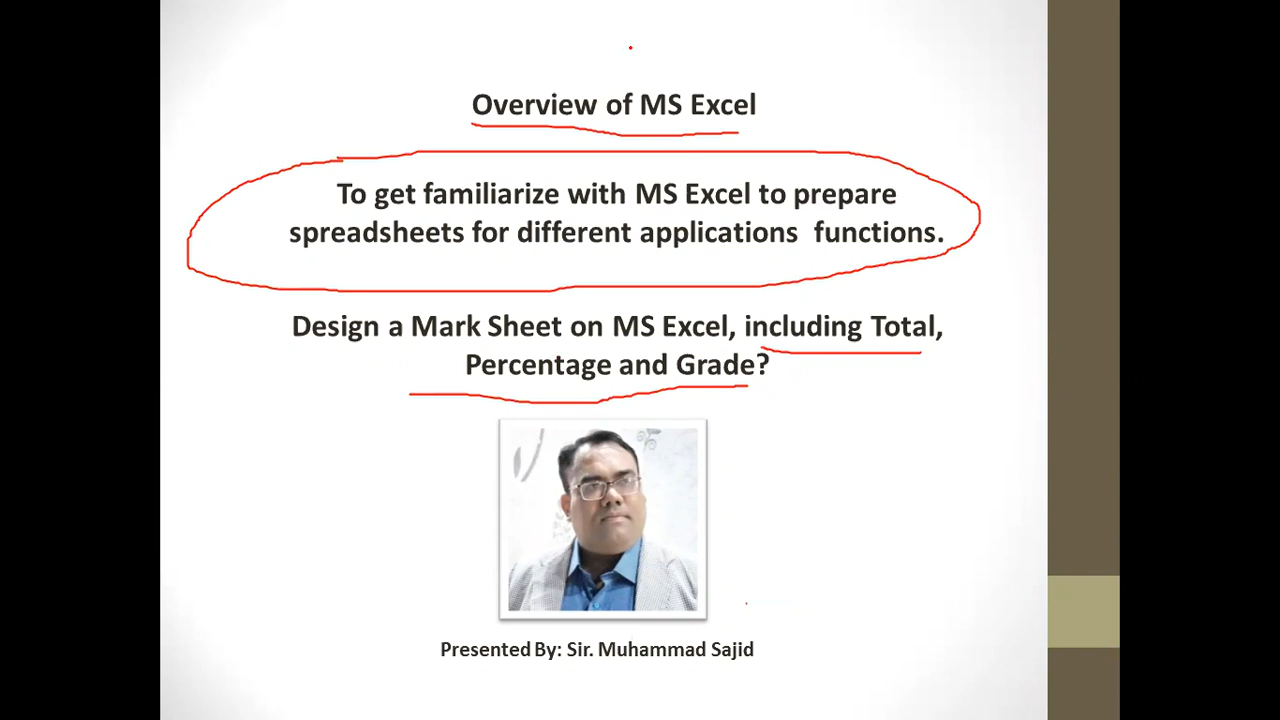 Overview of MS Excel
To get familiarize with MS Excel to prepare
spreadsheets for different applications  functions.
Design a Mark Sheet on MS Excel, including Total,
Percentage and Grade?
Presented By: Sir. Muhammad Sajid